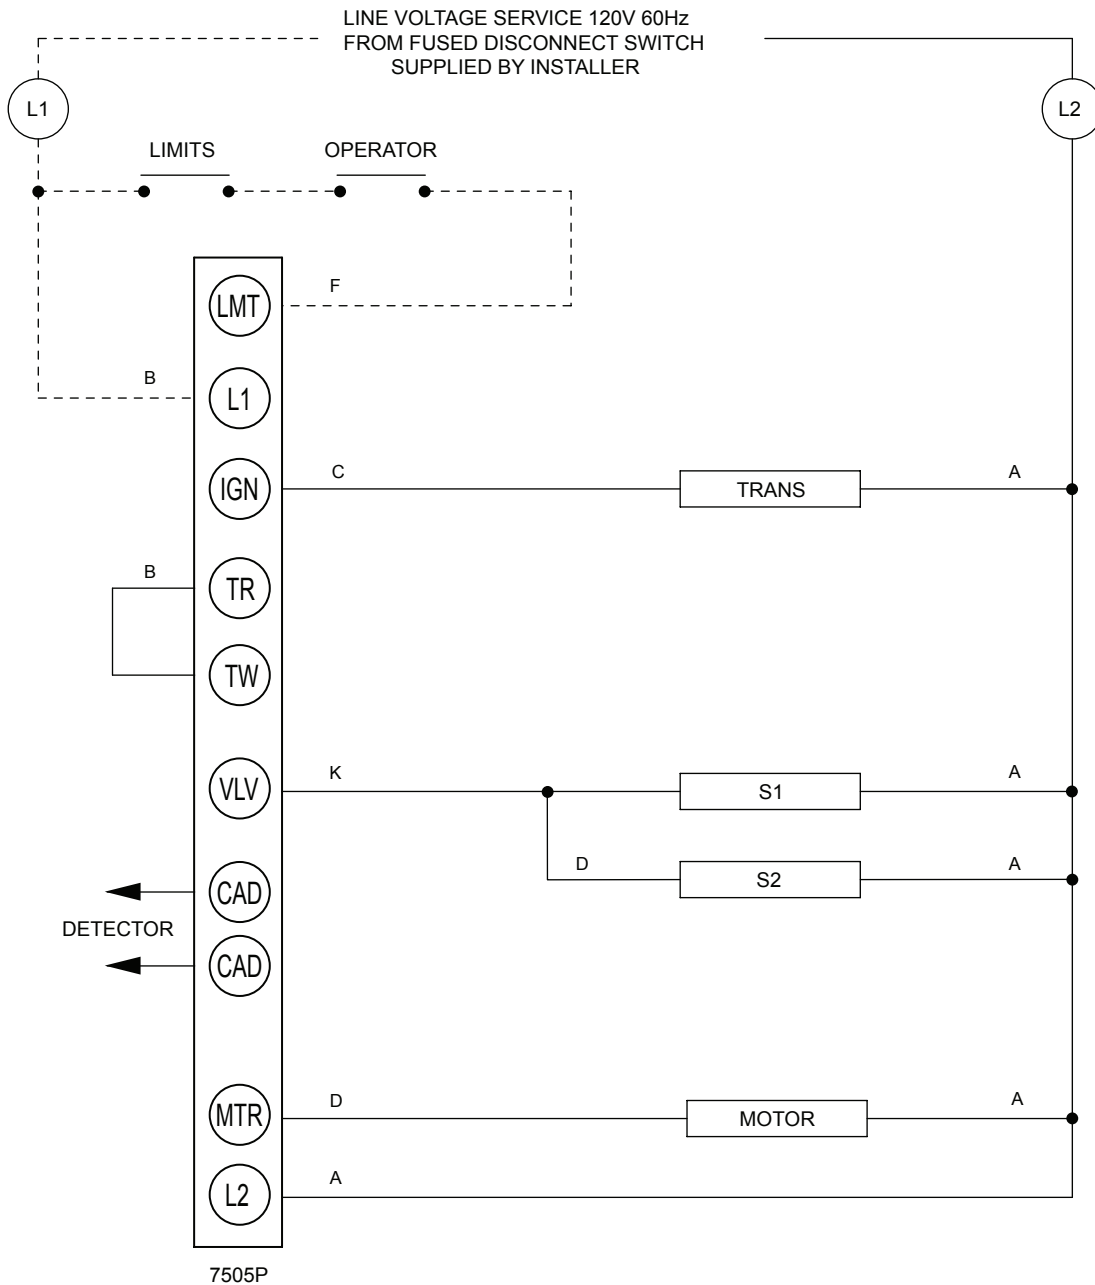 LINE VOLTAGE SERVICE 120V 60Hz
FROM FUSED DISCONNECT SWITCH
SUPPLIED BY INSTALLER
L1
L2
LIMITS
OPERATOR
LMT
F
B
L1
IGN
C
TRANS
A
B
TR
TW
VLV
K
S1
A
D
S2
A
CAD
DETECTOR
CAD
MTR
D
MOTOR
A
L2
A
7505P